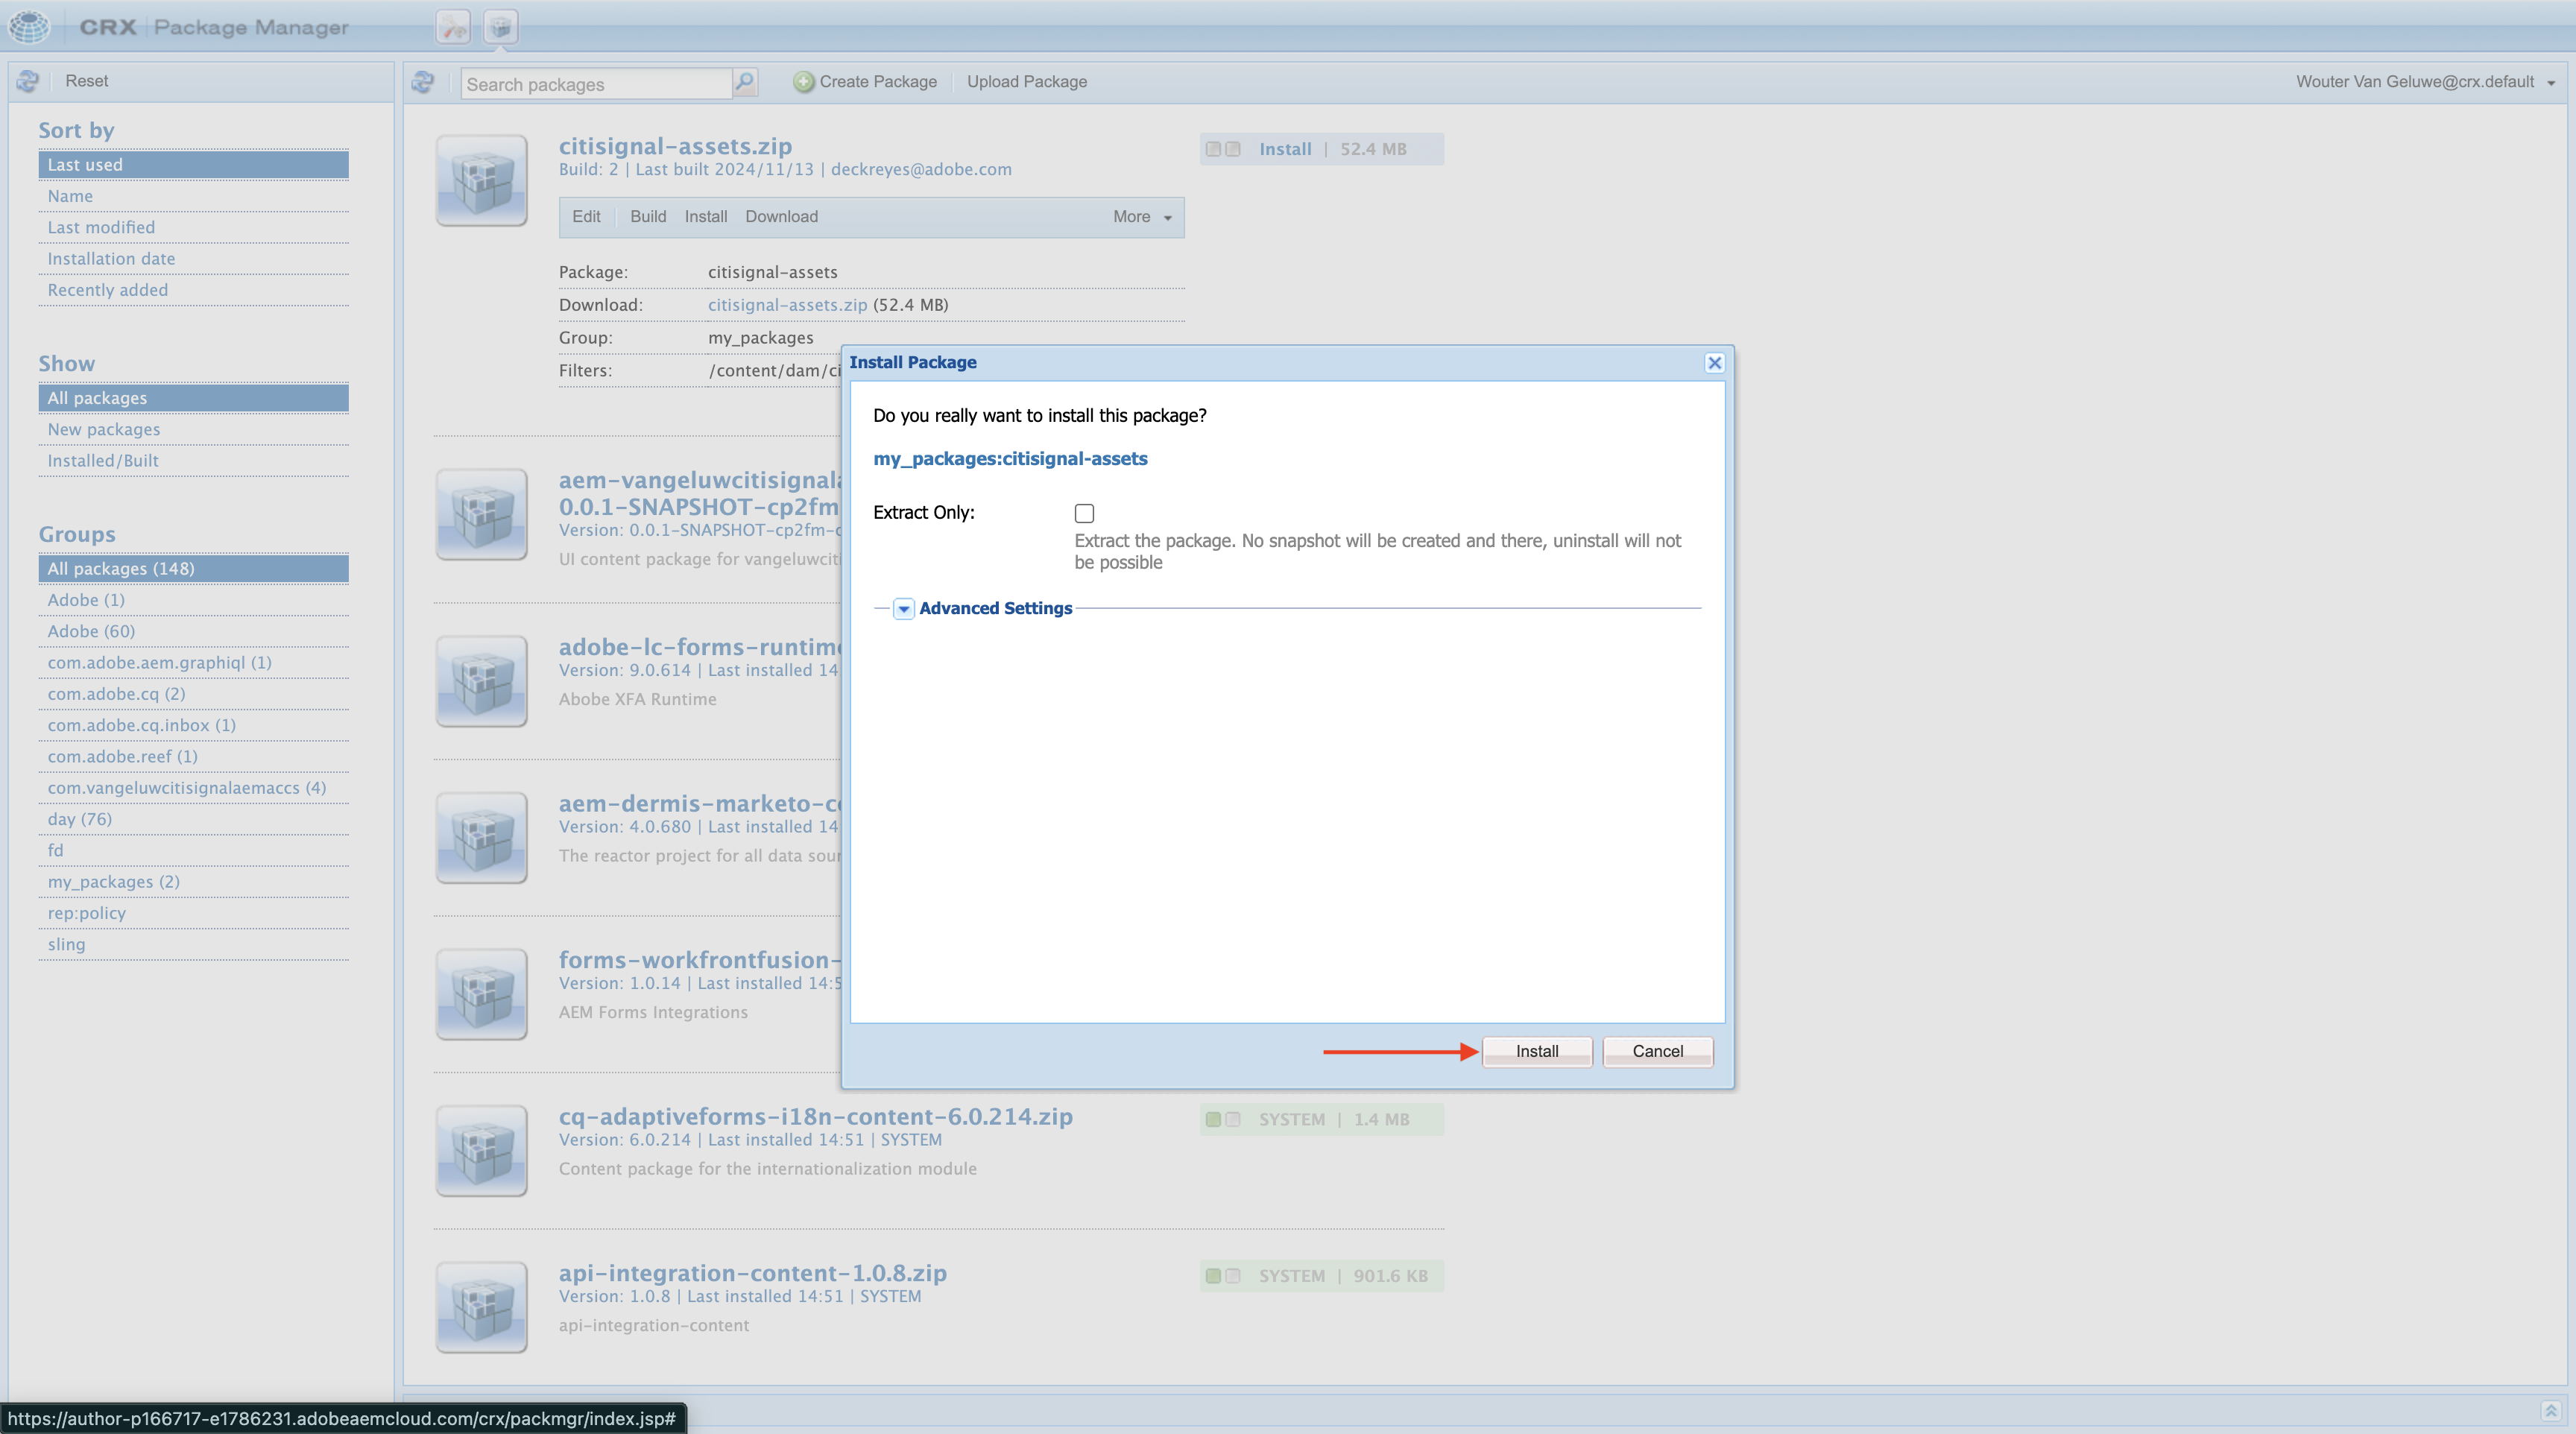 CRX | Package Manager
Reset
Search packages
Create Package
Upload Package
Wouter Van Geluwe@crx.default
Sort by
Last used
Name
Last modified
Installation date
Recently added
Show
All packages
New packages
Installed/Built
Groups
All packages (148)
Adobe (1)
Adobe (60)
com.adobe.aem.graphiql (1)
com.adobe.cq (2)
com.adobe.cq.inbox (1)
com.adobe.reef (1)
com.vangeluwcitisignalaemaccs (4)
day (76)
fd
my_packages (2)
rep:policy
sling
citisignal-assets.zip
Build: 2 | Last built 2024/11/13 | deckreyes@adobe.com
Install | 52.4 MB
Edit Build Install Download More
Package: citisignal-assets
Download: citisignal-assets.zip (52.4 MB)
Group: my_packages
Filters: /content/dam/ci
aem-vangeluwcitisignala
0.0.1-SNAPSHOT-cp2fm-
Version: 0.0.1-SNAPSHOT-cp2fm-c
UI content package for vangeluwciti
adobe-lc-forms-runtime
Version: 9.0.614 | Last installed 14
Abobe XFA Runtime
aem-dermis-marketo-co
Version: 4.0.680 | Last installed 14
The reactor project for all data sour
forms-workfrontfusion-
Version: 1.0.14 | Last installed 14:5
AEM Forms Integrations
cq-adaptiveforms-i18n-content-6.0.214.zip
Version: 6.0.214 | Last installed 14:51 | SYSTEM
Content package for the internationalization module
SYSTEM | 1.4 MB
api-integration-content-1.0.8.zip
Version: 1.0.8 | Last installed 14:51 | SYSTEM
api-integration-content
SYSTEM | 901.6 KB
Install Package
Do you really want to install this package?
my_packages:citisignal-assets
Extract Only:
Extract the package. No snapshot will be created and there, uninstall will not
be possible
Advanced Settings
Install
Cancel
https://author-p166717-e1786231.adobeaemcloud.com/crx/packmgr/index.jsp#